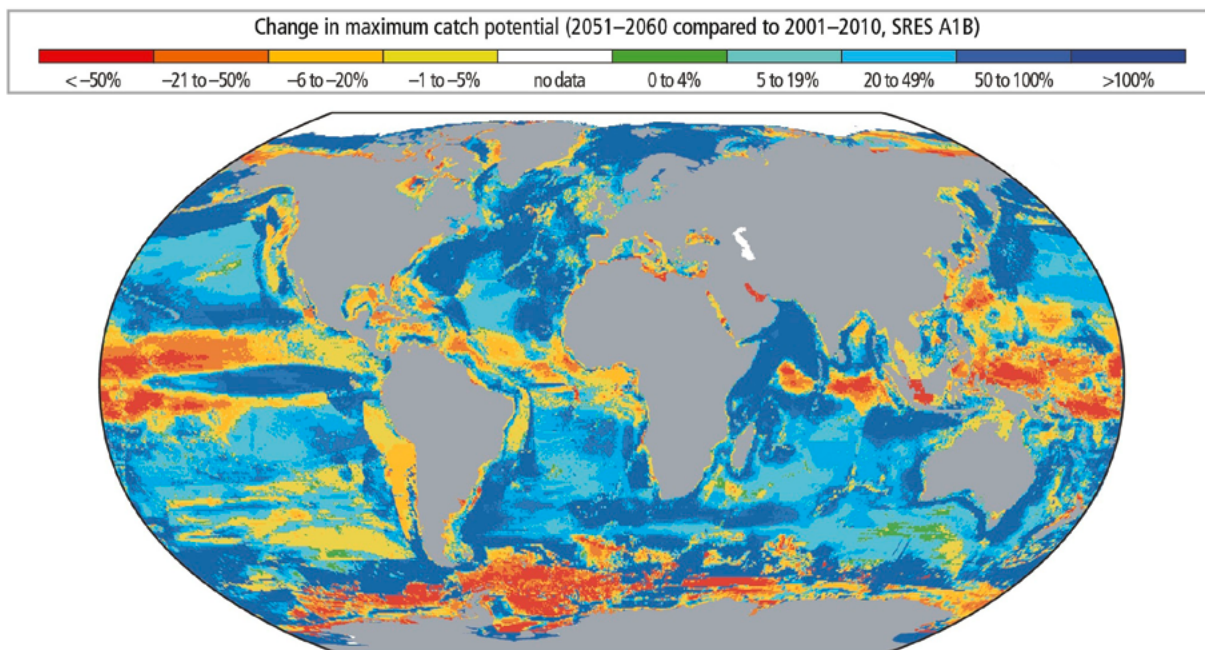 Change in maximum catch potential (2051–2060 compared to 2001–2010, SRES A1B)
< –50% –21 to –50% –6 to –20% –1 to –5% no data 0 to 4% 5 to 19% 20 to 49% 50 to 100% >100%